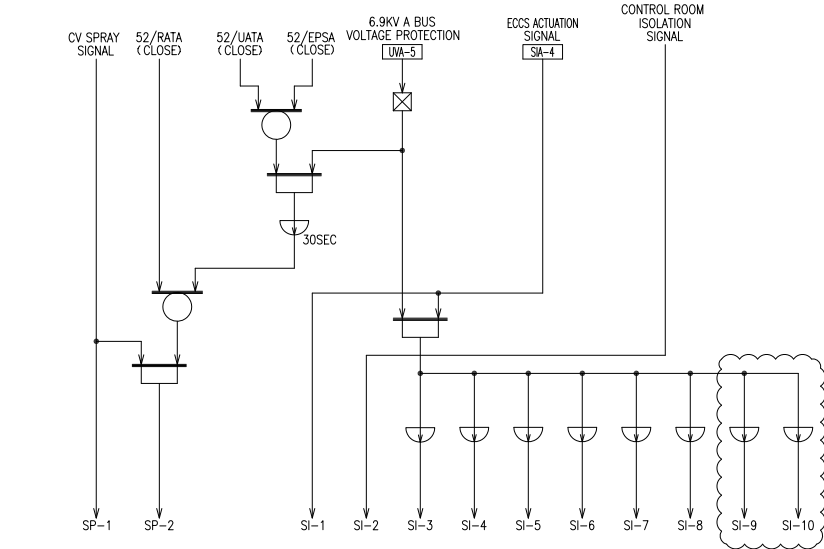 CV SPRAY
SIGNAL
52/RATA
(CLOSE)
52/UATA
(CLOSE)
52/EPSA
(CLOSE)
6.9KV A BUS
VOLTAGE PROTECTION
UVA-5
ECCS ACTUATION
SIGNAL
SIA-4
CONTROL ROOM
ISOLATION
SIGNAL
30SEC
SP-1
SP-2
SI-1
SI-2
SI-3
SI-4
SI-5
SI-6
SI-7
SI-8
SI-9
SI-10